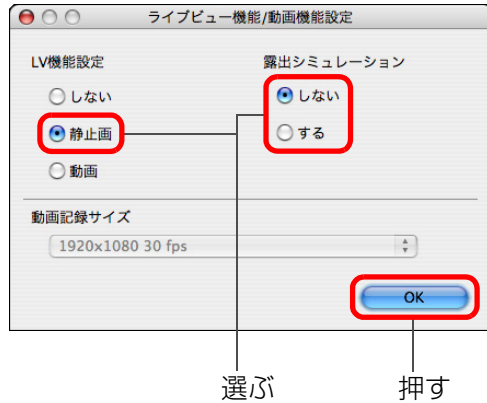 ライブビュー機能/動画機能設定
LV機能設定
しない
静止画
動画
露出シミュレーション
しない
する
動画記録サイズ
1920x1080 30 fps
OK
選ぶ
押す